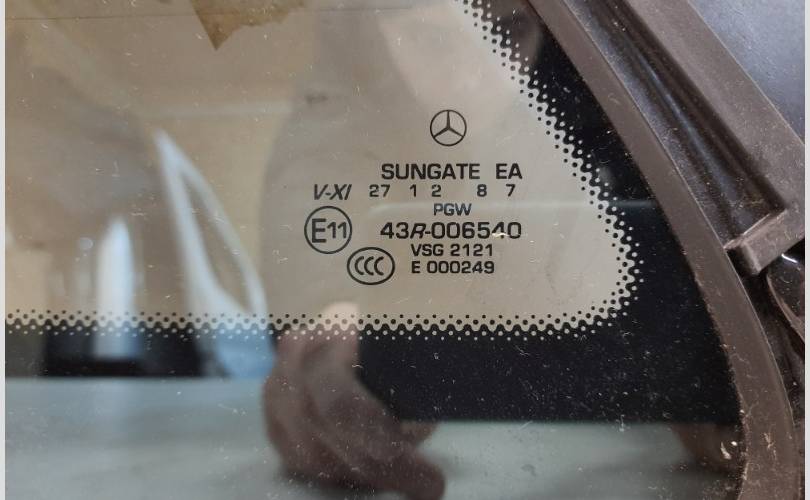 SUNGATE EA
V-XI 27 1 2 8 7
PGW
E11 43R-006540
VSG 2121
CCC E 000249